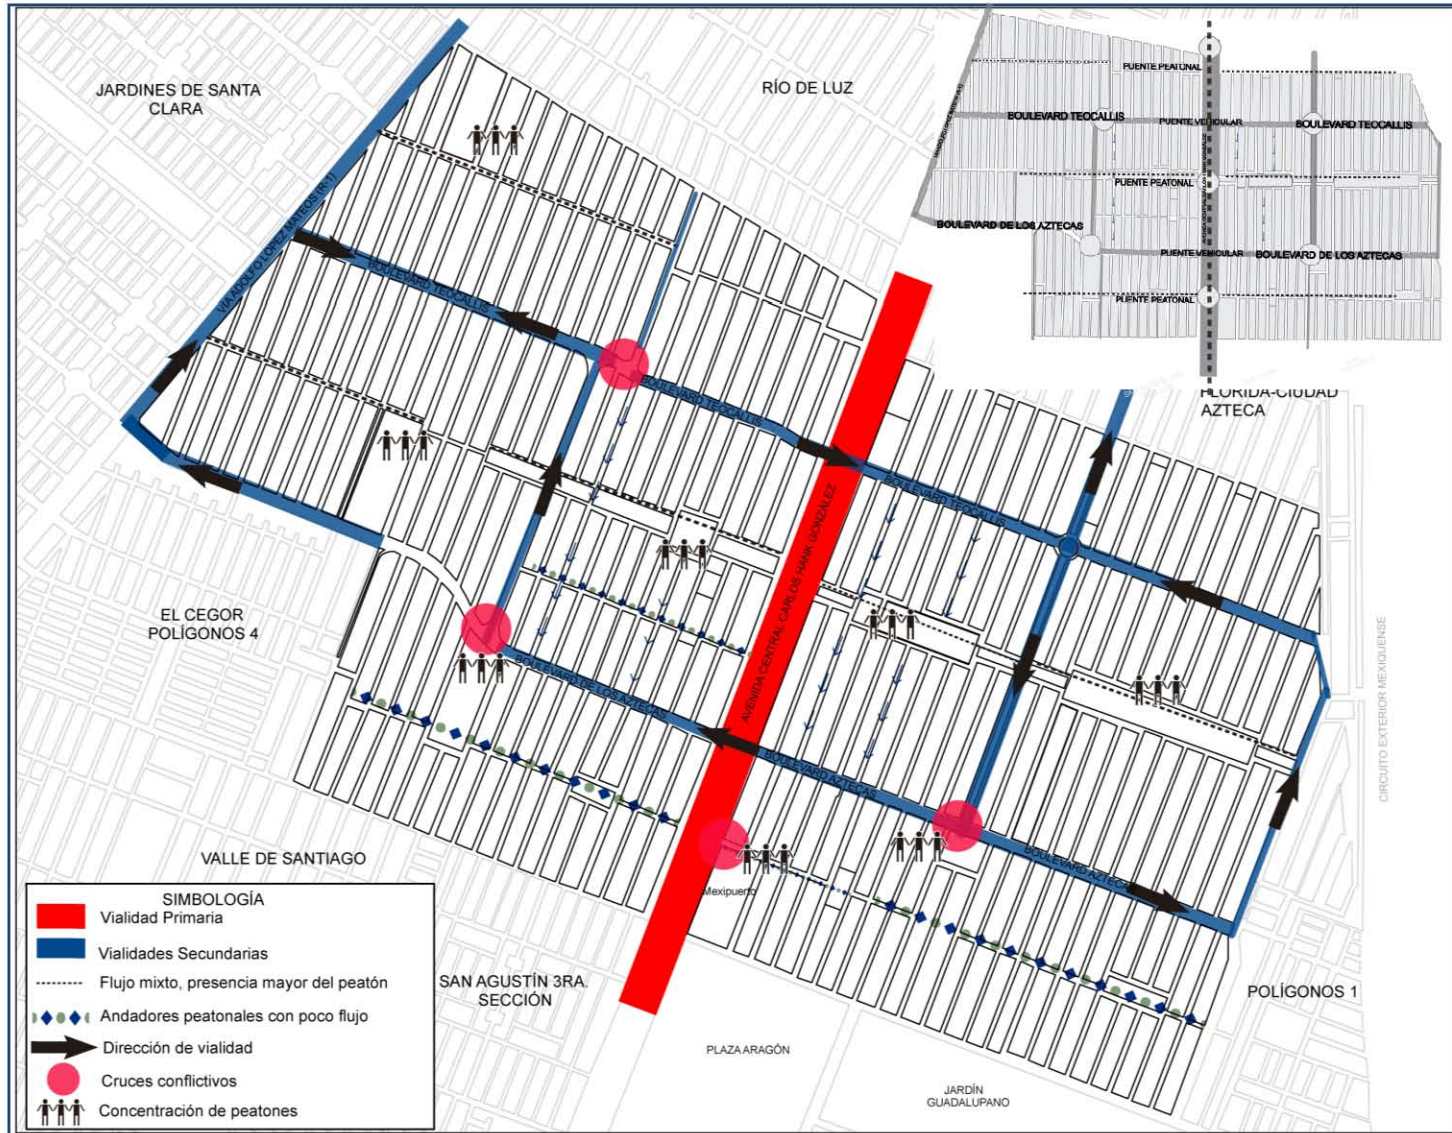 JARDINES DE SANTA
CLARA
RÍO DE LUZ
PUENTE PEATONAL
BOULEVARD TEOCALLIS
PUENTE VEHICULAR
BOULEVARD TEOCALLIS
PUENTE PEATONAL
BOULEVARD DE LOS AZTECAS
PUENTE VEHICULAR
BOULEVARD DE LOS AZTECAS
PUENTE PEATONAL
VIA ADOLFO LOPEZ MATEOS (R-1)
BOULEVARD TEOCALLIS
BOULEVARD TEOCALLIS
FLORIDA-CIUDAD
AZTECA
BOULEVARD TEOCALLIS
AVENIDA CENTRAL CARLOS HANK GONZALEZ
EL CEGOR
POLÍGONOS 4
BOULEVARD DE LOS AZTECAS
CIRCUITO EXTERIOR MEXIQUENSE
BOULEVARD AZTECAS
BOULEVARD AZTECAS
VALLE DE SANTIAGO
Mexipuerto
SAN AGUSTÍN 3RA.
SECCIÓN
POLÍGONOS 1
PLAZA ARAGÓN
JARDÍN
GUADALUPANO
SIMBOLOGÍA
Vialidad Primaria
Vialidades Secundarias
Flujo mixto, presencia mayor del peatón
Andadores peatonales con poco flujo
Dirección de vialidad
Cruces conflictivos
Concentración de peatones